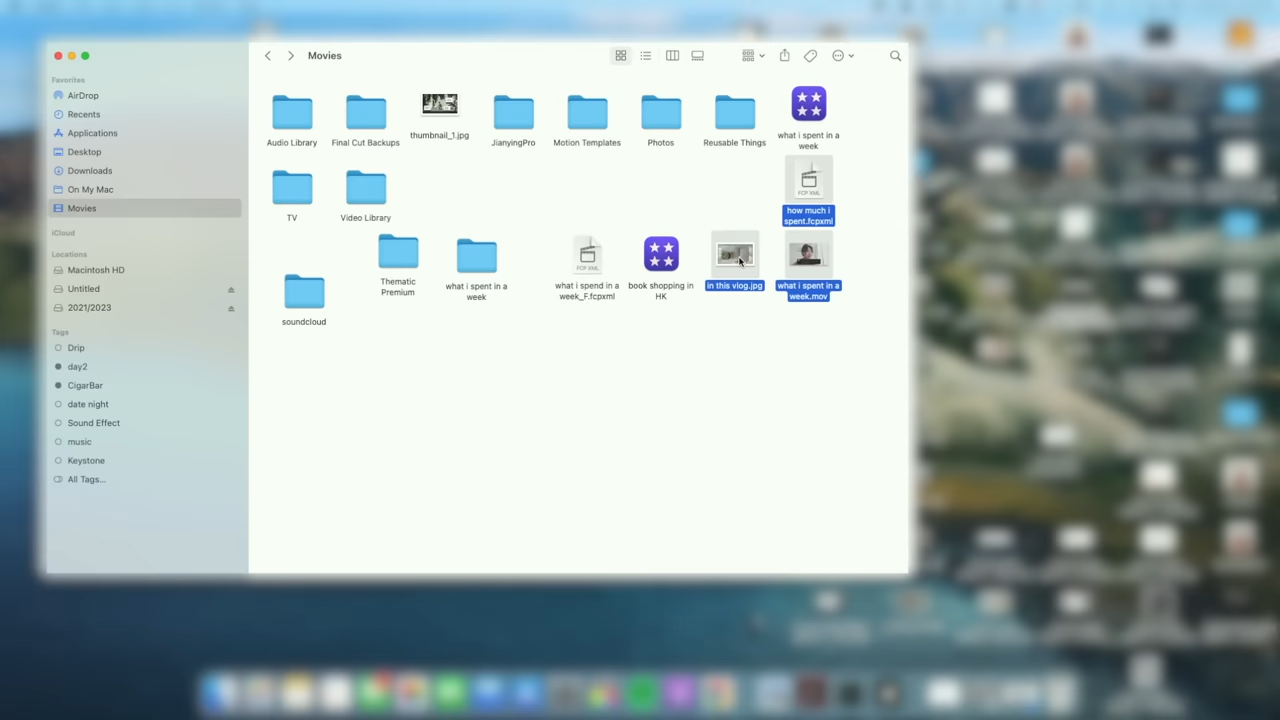 Movies
Favorites
AirDrop
Recents
Applications
Desktop
Downloads
On My Mac
Movies
iCloud
Locations
Macintosh HD
Untitled
2021/2023
Tags
Drip
day2
CigarBar
date night
Sound Effect
music
Keystone
All Tags...
Audio Library
Final Cut Backups
thumbnail_1.jpg
JianyingPro
Motion Templates
Photos
Reusable Things
what i spent in a
week
TV
Video Library
FCP XML
how much i
spent.fcpxml
Thematic
Premium
what i spent in a
week
FCP XML
what i spend in a
week_F.fcpxml
book shopping in
HK
in this vlog.jpg
what i spent in a
week.mov
soundcloud